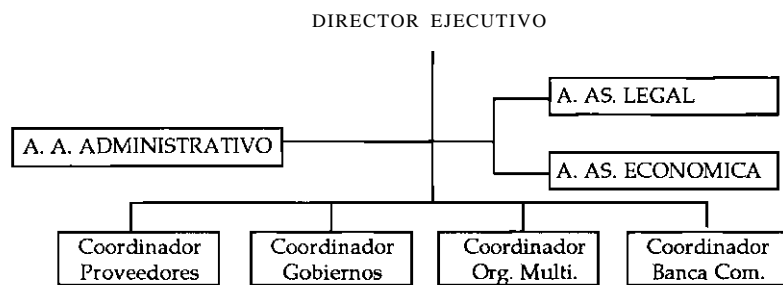 DIRECTOR EJECUTIVO
A. AS. LEGAL
A. A. ADMINISTRATIVO
A. AS. ECONOMICA
Coordinador
Proveedores
Coordinador
Gobiernos
Coordinador
Org. Multi.
Coordinador
Banca Com.